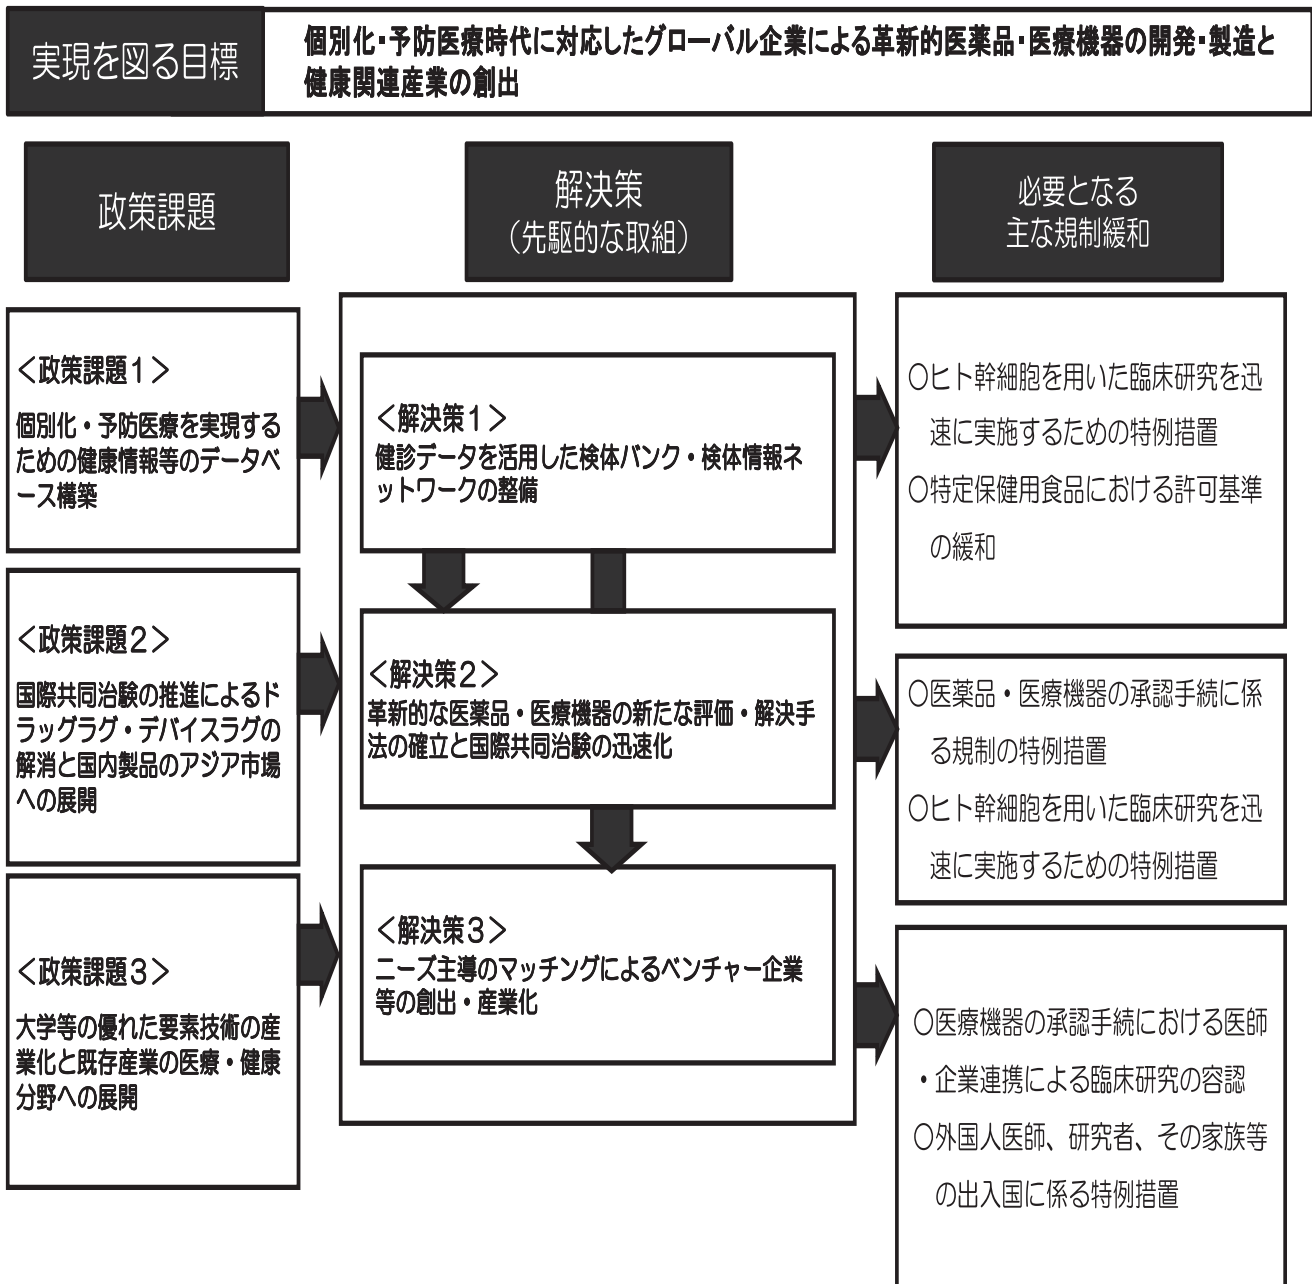 実現を図る目標
個別化・予防医療時代に対応したグローバル企業による革新的医薬品・医療機器の開発・製造と
健康関連産業の創出
政策課題
解決策
（先駆的な取組）
必要となる
主な規制緩和
＜政策課題１＞
個別化・予防医療を実現する
ための健康情報等のデータベ
ース構築
＜政策課題２＞
国際共同治験の推進によるド
ラッグラグ・デバイスラグの
解消と国内製品のアジア市場
への展開
＜政策課題３＞
大学等の優れた要素技術の産
業化と既存産業の医療・健康
分野への展開
＜解決策１＞
健診データを活用した検体バンク・検体情報ネ
ットワークの整備
＜解決策２＞
革新的な医薬品・医療機器の新たな評価・解決手
法の確立と国際共同治験の迅速化
＜解決策３＞
ニーズ主導のマッチングによるベンチャー企業
等の創出・産業化
○ヒト幹細胞を用いた臨床研究を迅
速に実施するための特例措置
○特定保健用食品における許可基準
の緩和
○医薬品・医療機器の承認手続に係
る規制の特例措置
○ヒト幹細胞を用いた臨床研究を迅
速に実施するための特例措置
○医療機器の承認手続における医師
・企業連携による臨床研究の容認
○外国人医師、研究者、その家族等
の出入国に係る特例措置